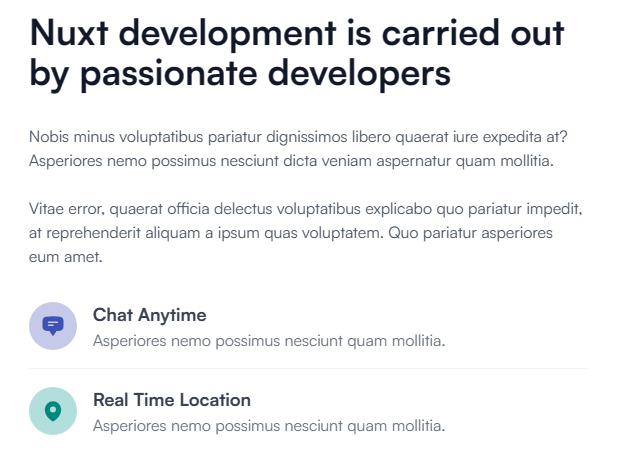 Nuxt development is carried out
by passionate developers
Nobis minus voluptatibus pariatur dignissimos libero quaerat iure expedita at?
Asperiores nemo possimus nesciunt dicta veniam aspernatur quam mollitia.
Vitae error, quaerat officia delectus voluptatibus explicabo quo pariatur impedit,
at reprehenderit aliquam a ipsum quas voluptatem. Quo pariatur asperiores
eum amet.
Chat Anytime
Asperiores nemo possimus nesciunt quam mollitia.
Real Time Location
Asperiores nemo possimus nesciunt quam mollitia.